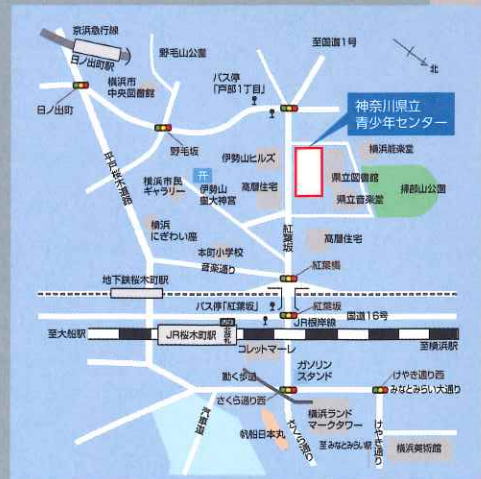 京浜急行線
日ノ出町駅
野毛山公園
至国道1号
北
バス停
「戸部1丁目」
横浜市
中央図書館
日ノ出町
野毛坂
神奈川県立
青少年センター
横浜能楽堂
伊勢山ヒルズ
県立図書館
横浜市民
ギャラリー
伊勢山
皇大神宮
高層住宅
県立音楽堂
掃部山公園
平戸桜木道路
横浜
にぎわい座
本町小学校
紅葉坂
高層住宅
音楽通り
紅葉橋
地下鉄桜木町駅
バス停「紅葉坂」
紅葉坂
国道16号
JR根岸線
至大船駅
JR桜木町駅
至横浜駅
コレットマーレ
動く歩道
ガソリン
スタンド
けやき通り西
みなとみらい大通り
さくら通り西
汽車道
帆船日本丸
さくら通り
横浜ランド
マークタワー
至みなとみらい駅
けやき通り
横浜美術館